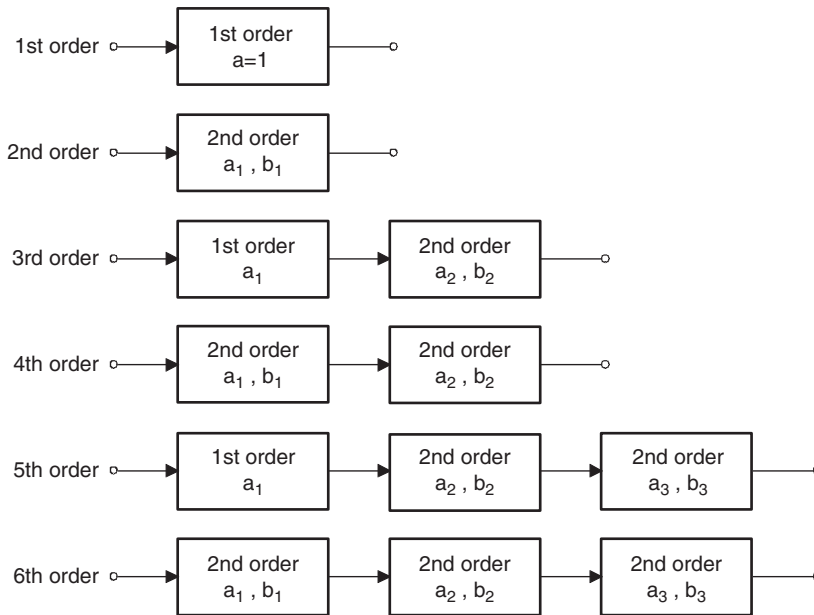 1st order
1st order
a=1
2nd order
2nd order
a₁ , b₁
3rd order
1st order
a₁
2nd order
a₂ , b₂
4th order
2nd order
a₁ , b₁
2nd order
a₂ , b₂
5th order
1st order
a₁
2nd order
a₂ , b₂
2nd order
a₃ , b₃
6th order
2nd order
a₁ , b₁
2nd order
a₂ , b₂
2nd order
a₃ , b₃